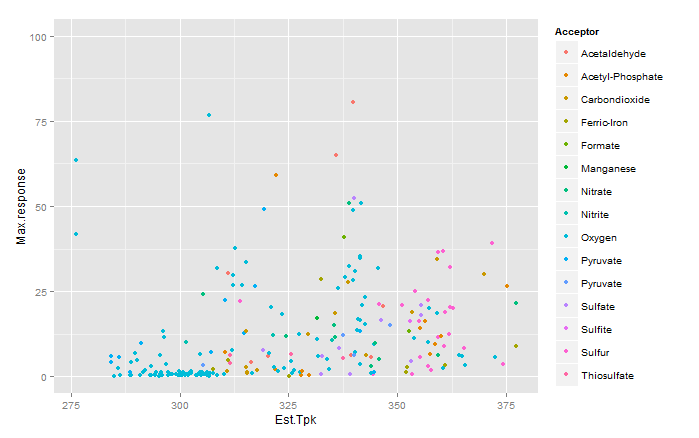 100
75
50
25
0
275
300
325
350
375
Max.response
Est.Tpk
Acceptor
Acetaldehyde
Acetyl-Phosphate
Carbondioxide
Ferric-Iron
Formate
Manganese
Nitrate
Nitrite
Oxygen
Pyruvate
Pyruvate
Sulfate
Sulfite
Sulfur
Thiosulfate